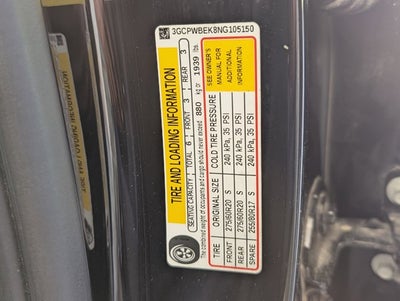 3GCPWBEK8NG105150
TIRE AND LOADING INFORMATION
SEATING CAPACITY | TOTAL 6 | FRONT 3 | REAR 3
The combined weight of occupants and cargo should never exceed 880 kg or 1939 lbs.
TIRE ORIGINAL SIZE COLD TIRE PRESSURE
FRONT 275/60R20 S 240 kPa, 35 PSI
REAR 275/60R20 S 240 kPa, 35 PSI
SPARE 255/80R17 S 240 kPa, 35 PSI
SEE OWNER'S
MANUAL FOR
ADDITIONAL
INFORMATION